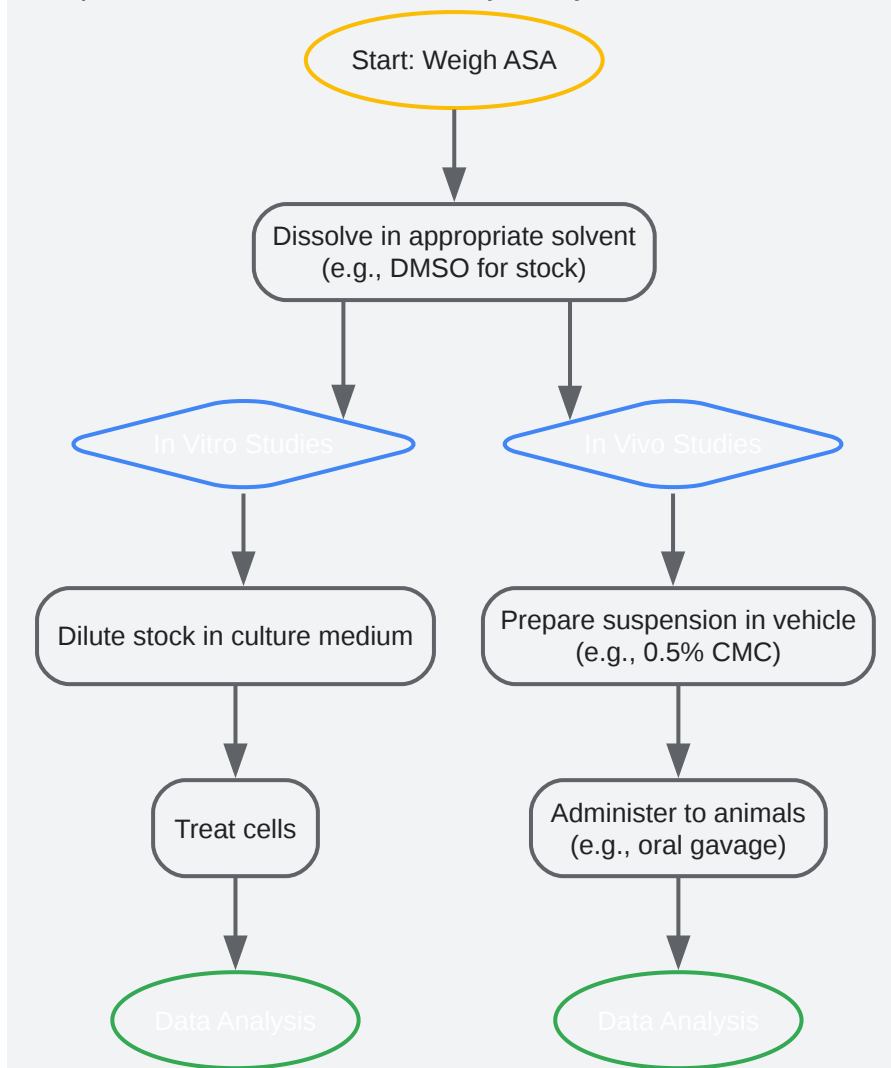 Start: Weigh ASA
Dissolve in appropriate solvent
(e.g., DMSO for stock)
In Vitro Studies
In Vivo Studies
Dilute stock in culture medium
Prepare suspension in vehicle
(e.g., 0.5% CMC)
Treat cells
Administer to animals
(e.g., oral gavage)
Data Analysis
Data Analysis